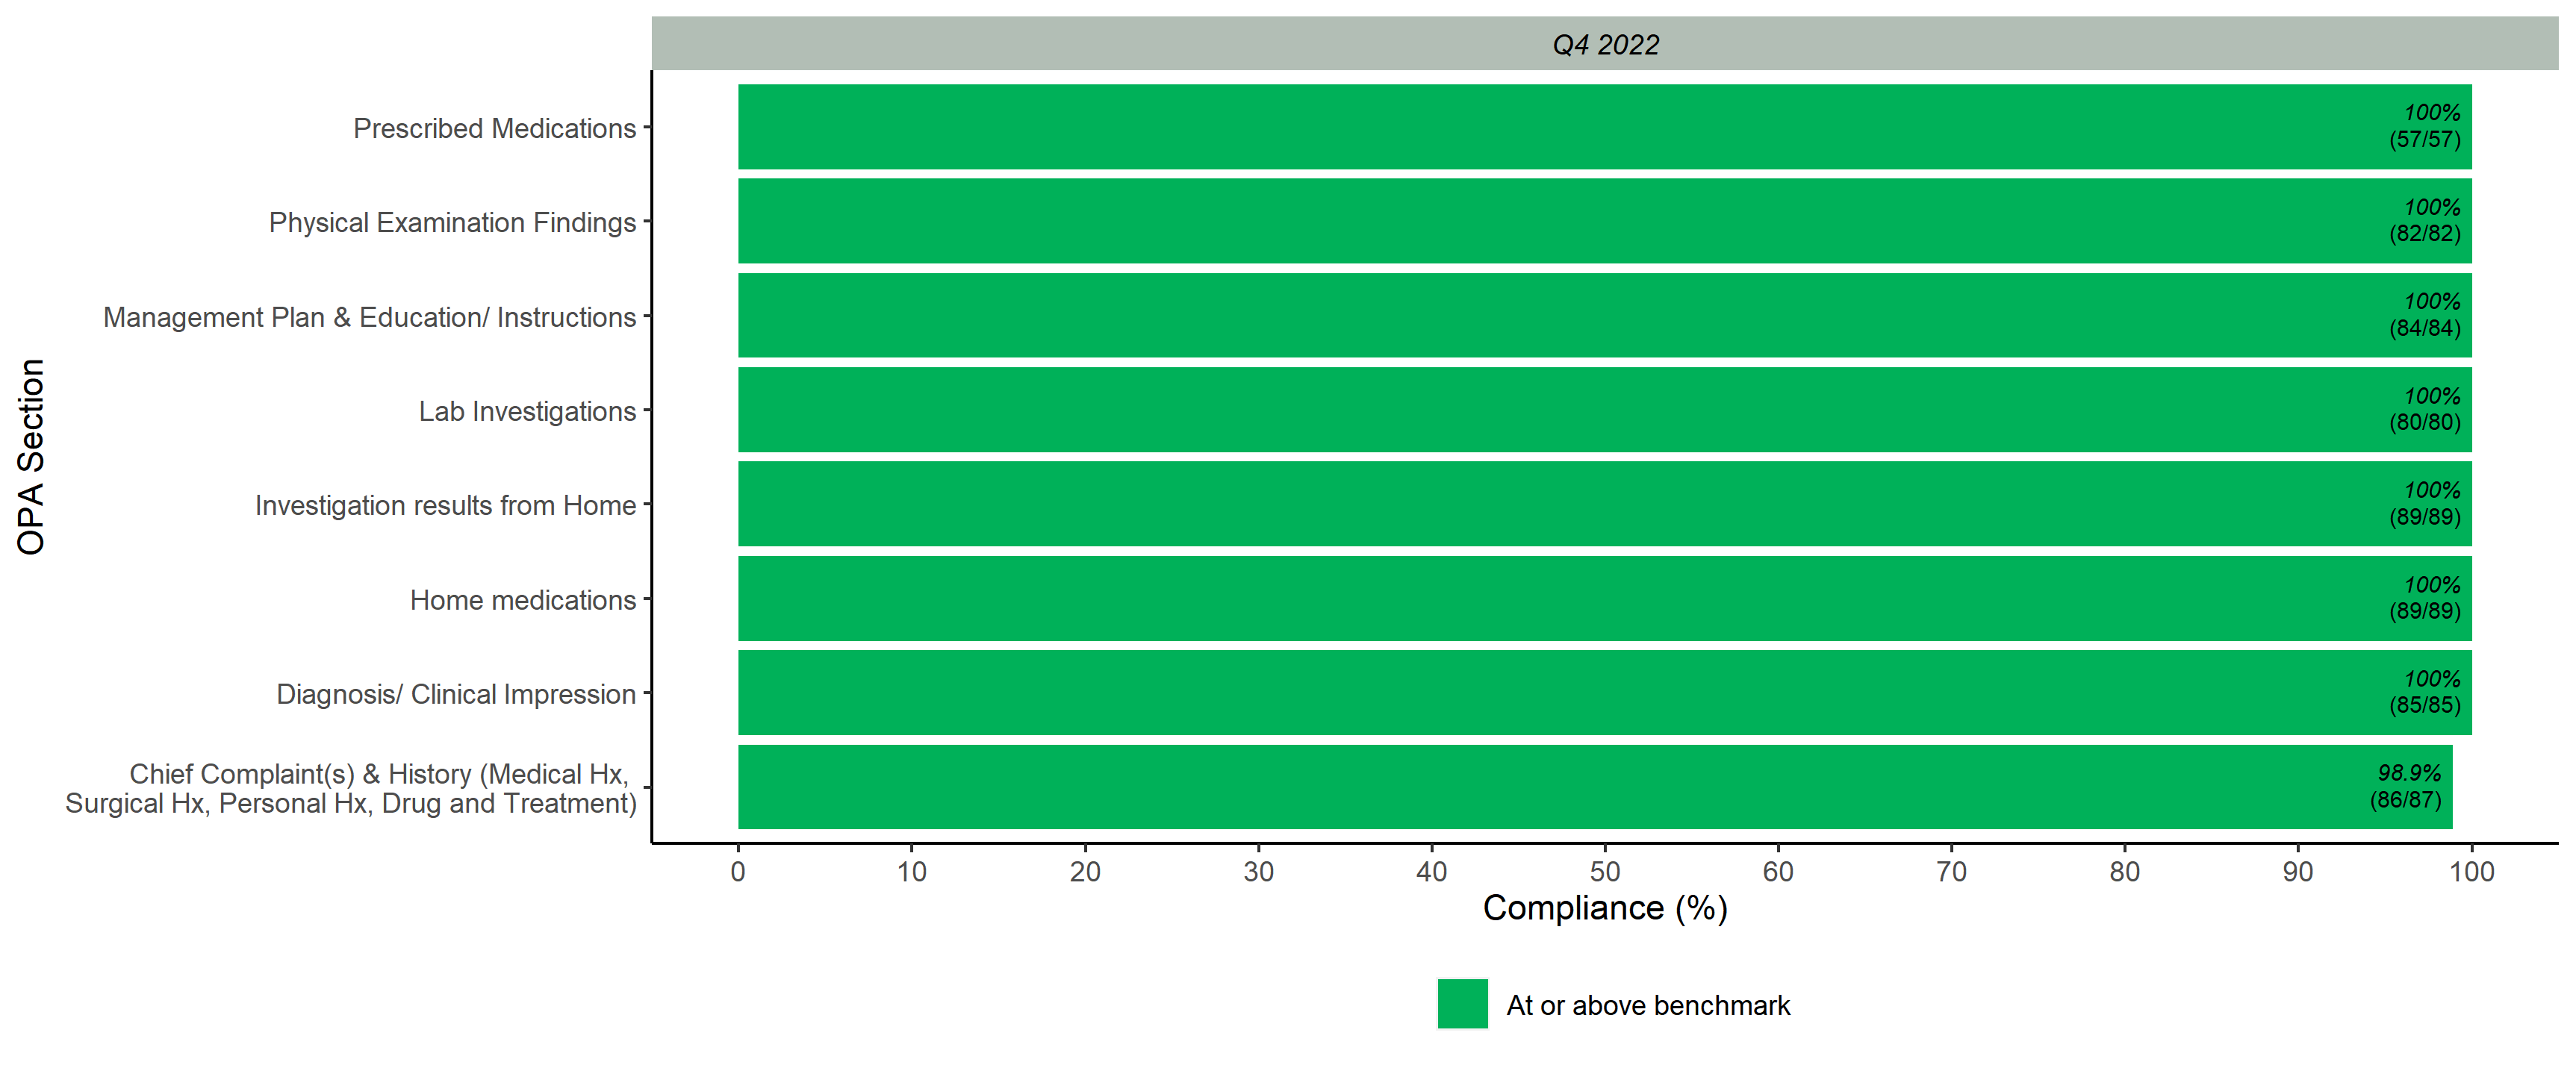 Q4 2022
OPA Section
Prescribed Medications
100%
(57/57)
Physical Examination Findings
100%
(82/82)
Management Plan & Education/ Instructions
100%
(84/84)
Lab Investigations
100%
(80/80)
Investigation results from Home
100%
(89/89)
Home medications
100%
(89/89)
Diagnosis/ Clinical Impression
100%
(85/85)
Chief Complaint(s) & History (Medical Hx,
Surgical Hx, Personal Hx, Drug and Treatment)
98.9%
(86/87)
0 10 20 30 40 50 60 70 80 90 100
Compliance (%)
At or above benchmark